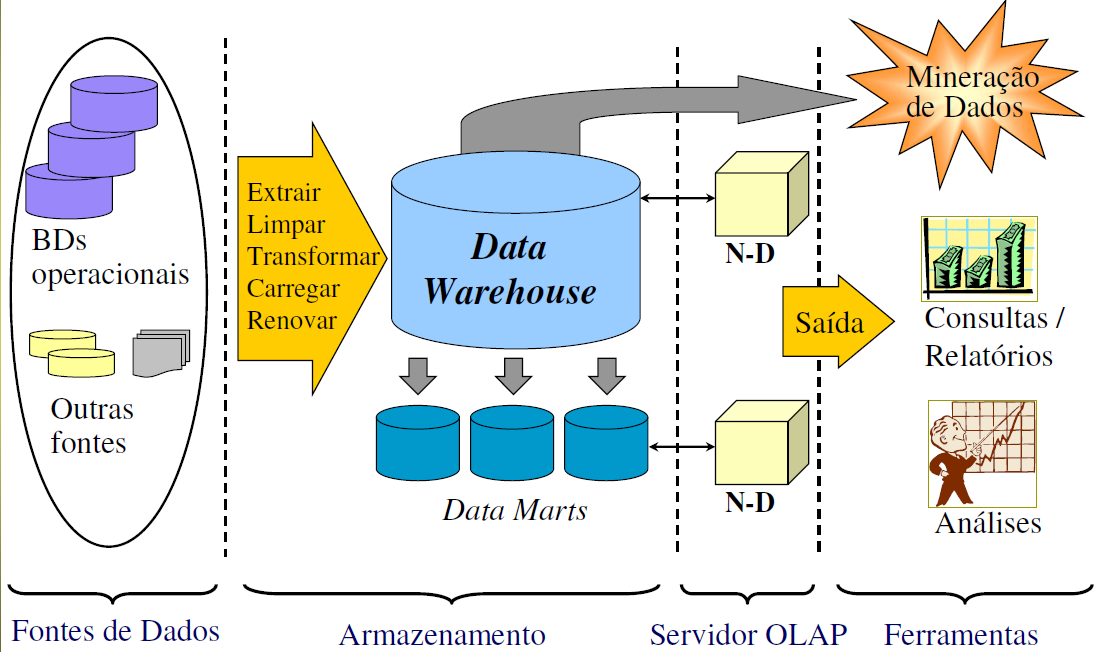 BDs
operacionais
Outras
fontes
Extrair
Limpar
Transformar
Carregar
Renovar
Data
Warehouse
Data Marts
N-D
N-D
Saída
Mineração
de Dados
Consultas /
Relatórios
Análises
Fontes de Dados
Armazenamento
Servidor OLAP
Ferramentas